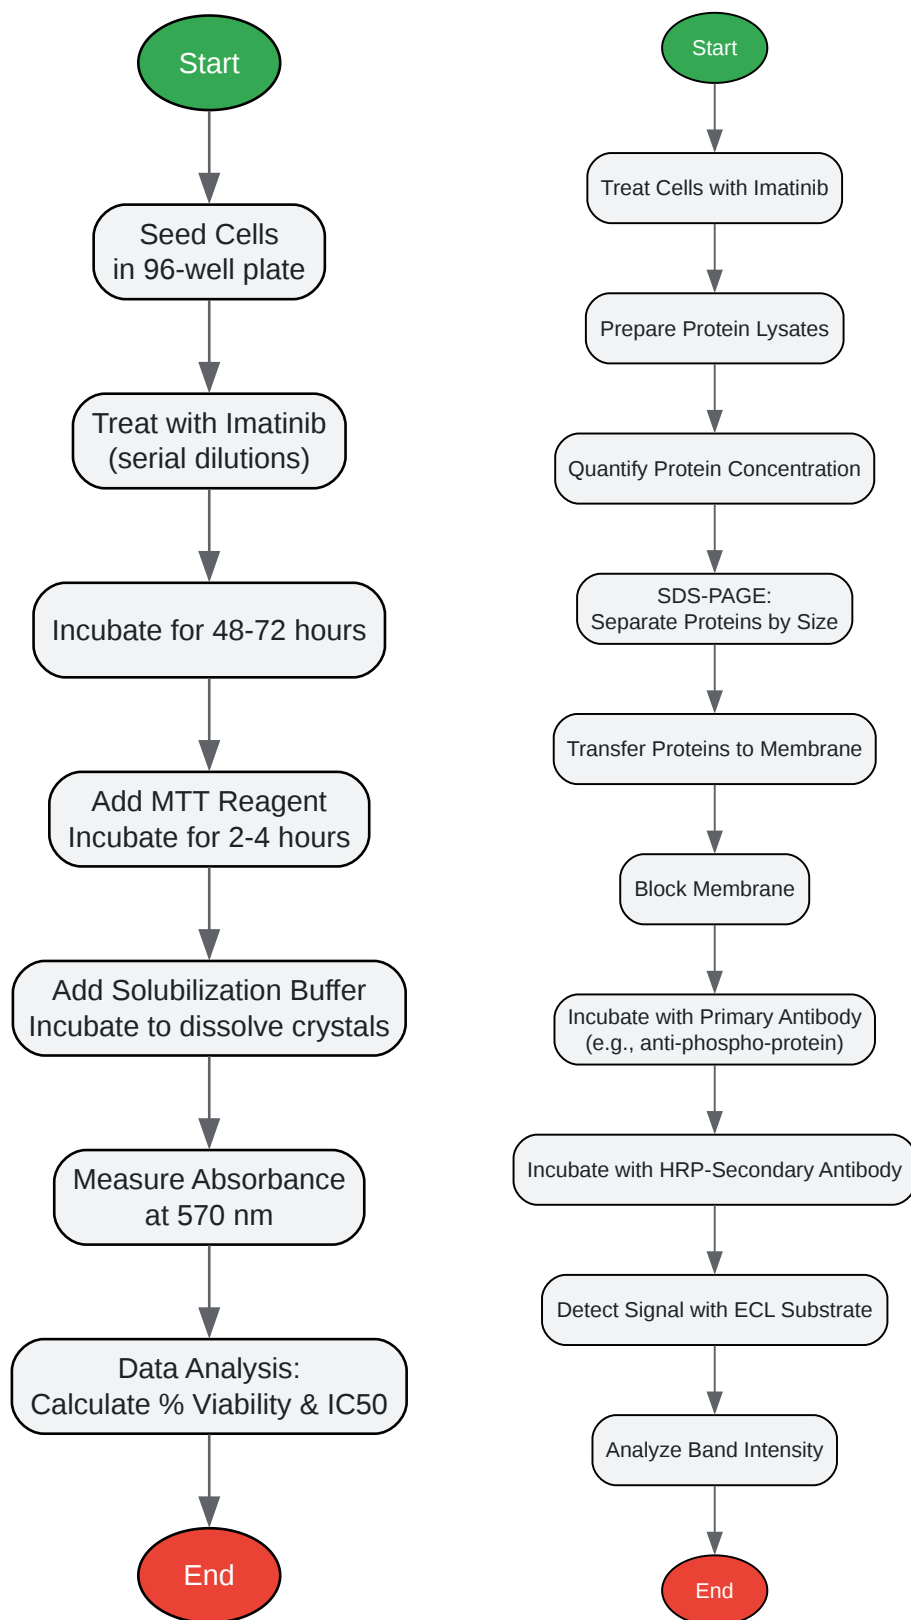 Start
Seed Cells
in 96-well plate
Treat with Imatinib
(serial dilutions)
Incubate for 48-72 hours
Add MTT Reagent
Incubate for 2-4 hours
Add Solubilization Buffer
Incubate to dissolve crystals
Measure Absorbance
at 570 nm
Data Analysis:
Calculate % Viability & IC50
End
Start
Treat Cells with Imatinib
Prepare Protein Lysates
Quantify Protein Concentration
SDS-PAGE:
Separate Proteins by Size
Transfer Proteins to Membrane
Block Membrane
Incubate with Primary Antibody
(e.g., anti-phospho-protein)
Incubate with HRP-Secondary Antibody
Detect Signal with ECL Substrate
Analyze Band Intensity
End